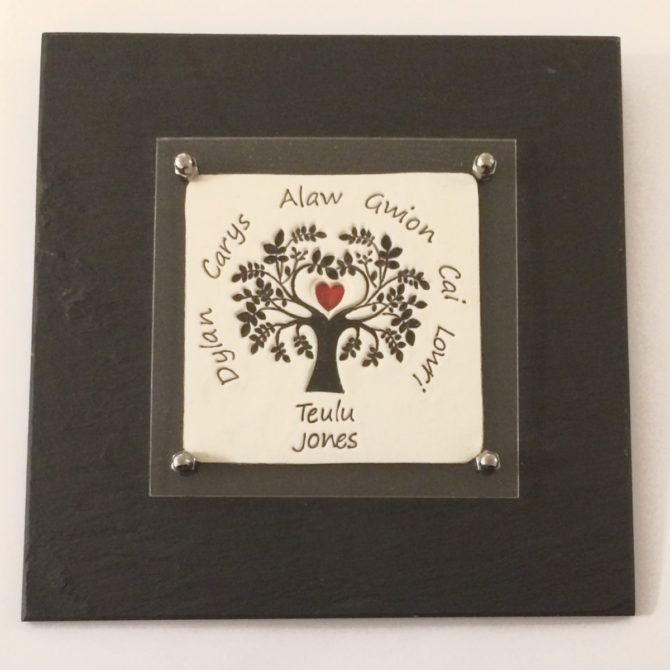 Dylan Carys Alaw Gwion Cai Lowri
Teulu
Jones